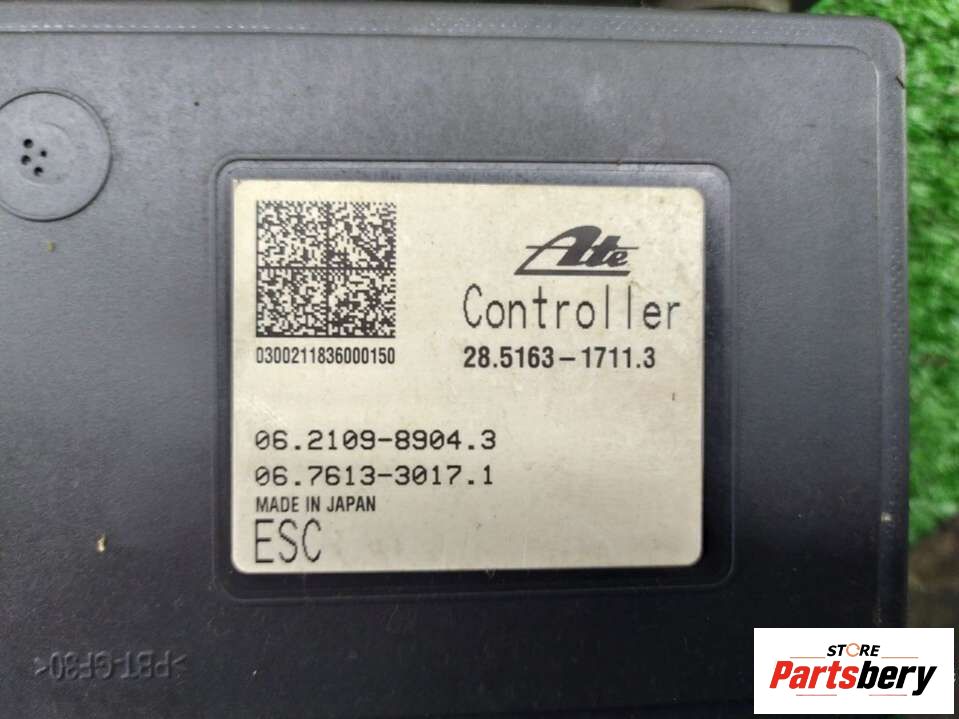 Ate
Controller
0300211836000150
28.5163-1711.3
06.2109-8904.3
06.7613-3017.1
MADE IN JAPAN
ESC
>PBT-GF30<
STORE
Partsbery